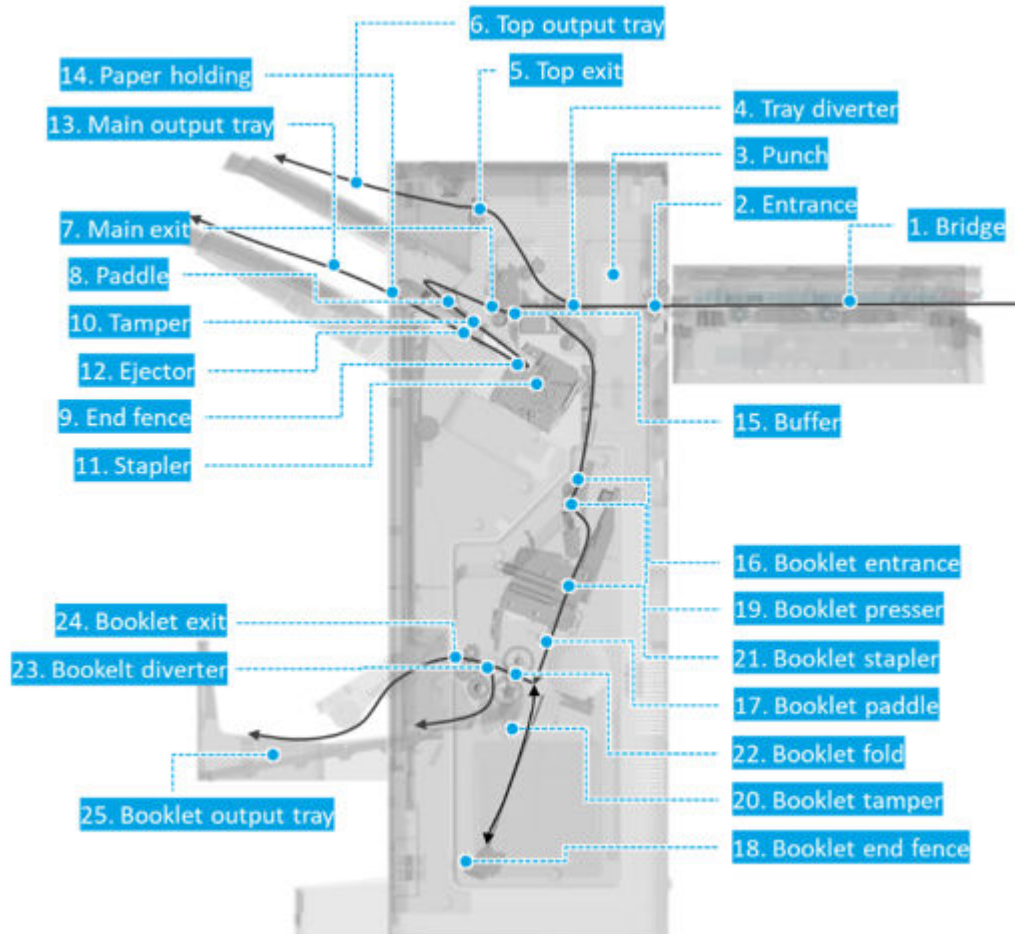 6. Top output tray
5. Top exit
14. Paper holding
4. Tray diverter
13. Main output tray
3. Punch
2. Entrance
7. Main exit
1. Bridge
8. Paddle
10. Tamper
12. Ejector
9. End fence
15. Buffer
11. Stapler
16. Booklet entrance
19. Booklet presser
24. Booklet exit
21. Booklet stapler
23. Bookelt diverter
17. Booklet paddle
22. Booklet fold
20. Booklet tamper
25. Booklet output tray
18. Booklet end fence